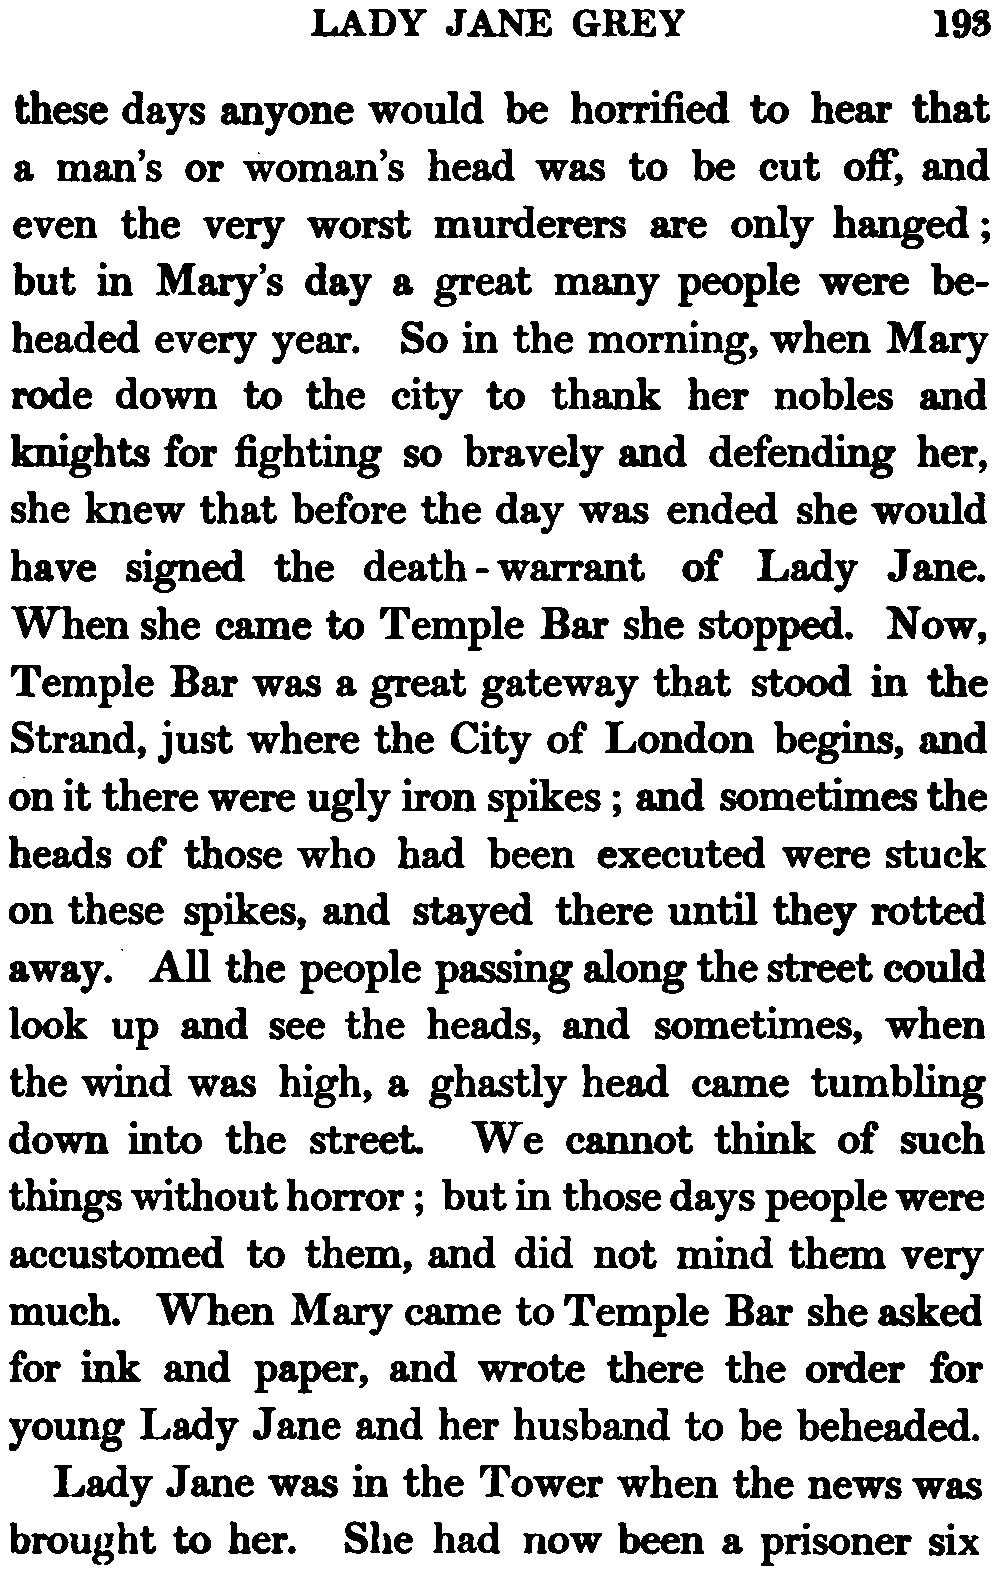 LADY JANE GREY 193
these days anyone would be horrified to hear that
a man's or woman's head was to be cut off, and
even the very worst murderers are only hanged ;
but in Mary's day a great many people were be-
headed every year. So in the morning, when Mary
rode down to the city to thank her nobles and
knights for fighting so bravely and defending her,
she knew that before the day was ended she would
have signed the death-warrant of Lady Jane.
When she came to Temple Bar she stopped. Now,
Temple Bar was a great gateway that stood in the
Strand, just where the City of London begins, and
on it there were ugly iron spikes ; and sometimes the
heads of those who had been executed were stuck
on these spikes, and stayed there until they rotted
away. All the people passing along the street could
look up and see the heads, and sometimes, when
the wind was high, a ghastly head came tumbling
down into the street. We cannot think of such
things without horror ; but in those days people were
accustomed to them, and did not mind them very
much. When Mary came to Temple Bar she asked
for ink and paper, and wrote there the order for
young Lady Jane and her husband to be beheaded.
Lady Jane was in the Tower when the news was
brought to her. She had now been a prisoner six